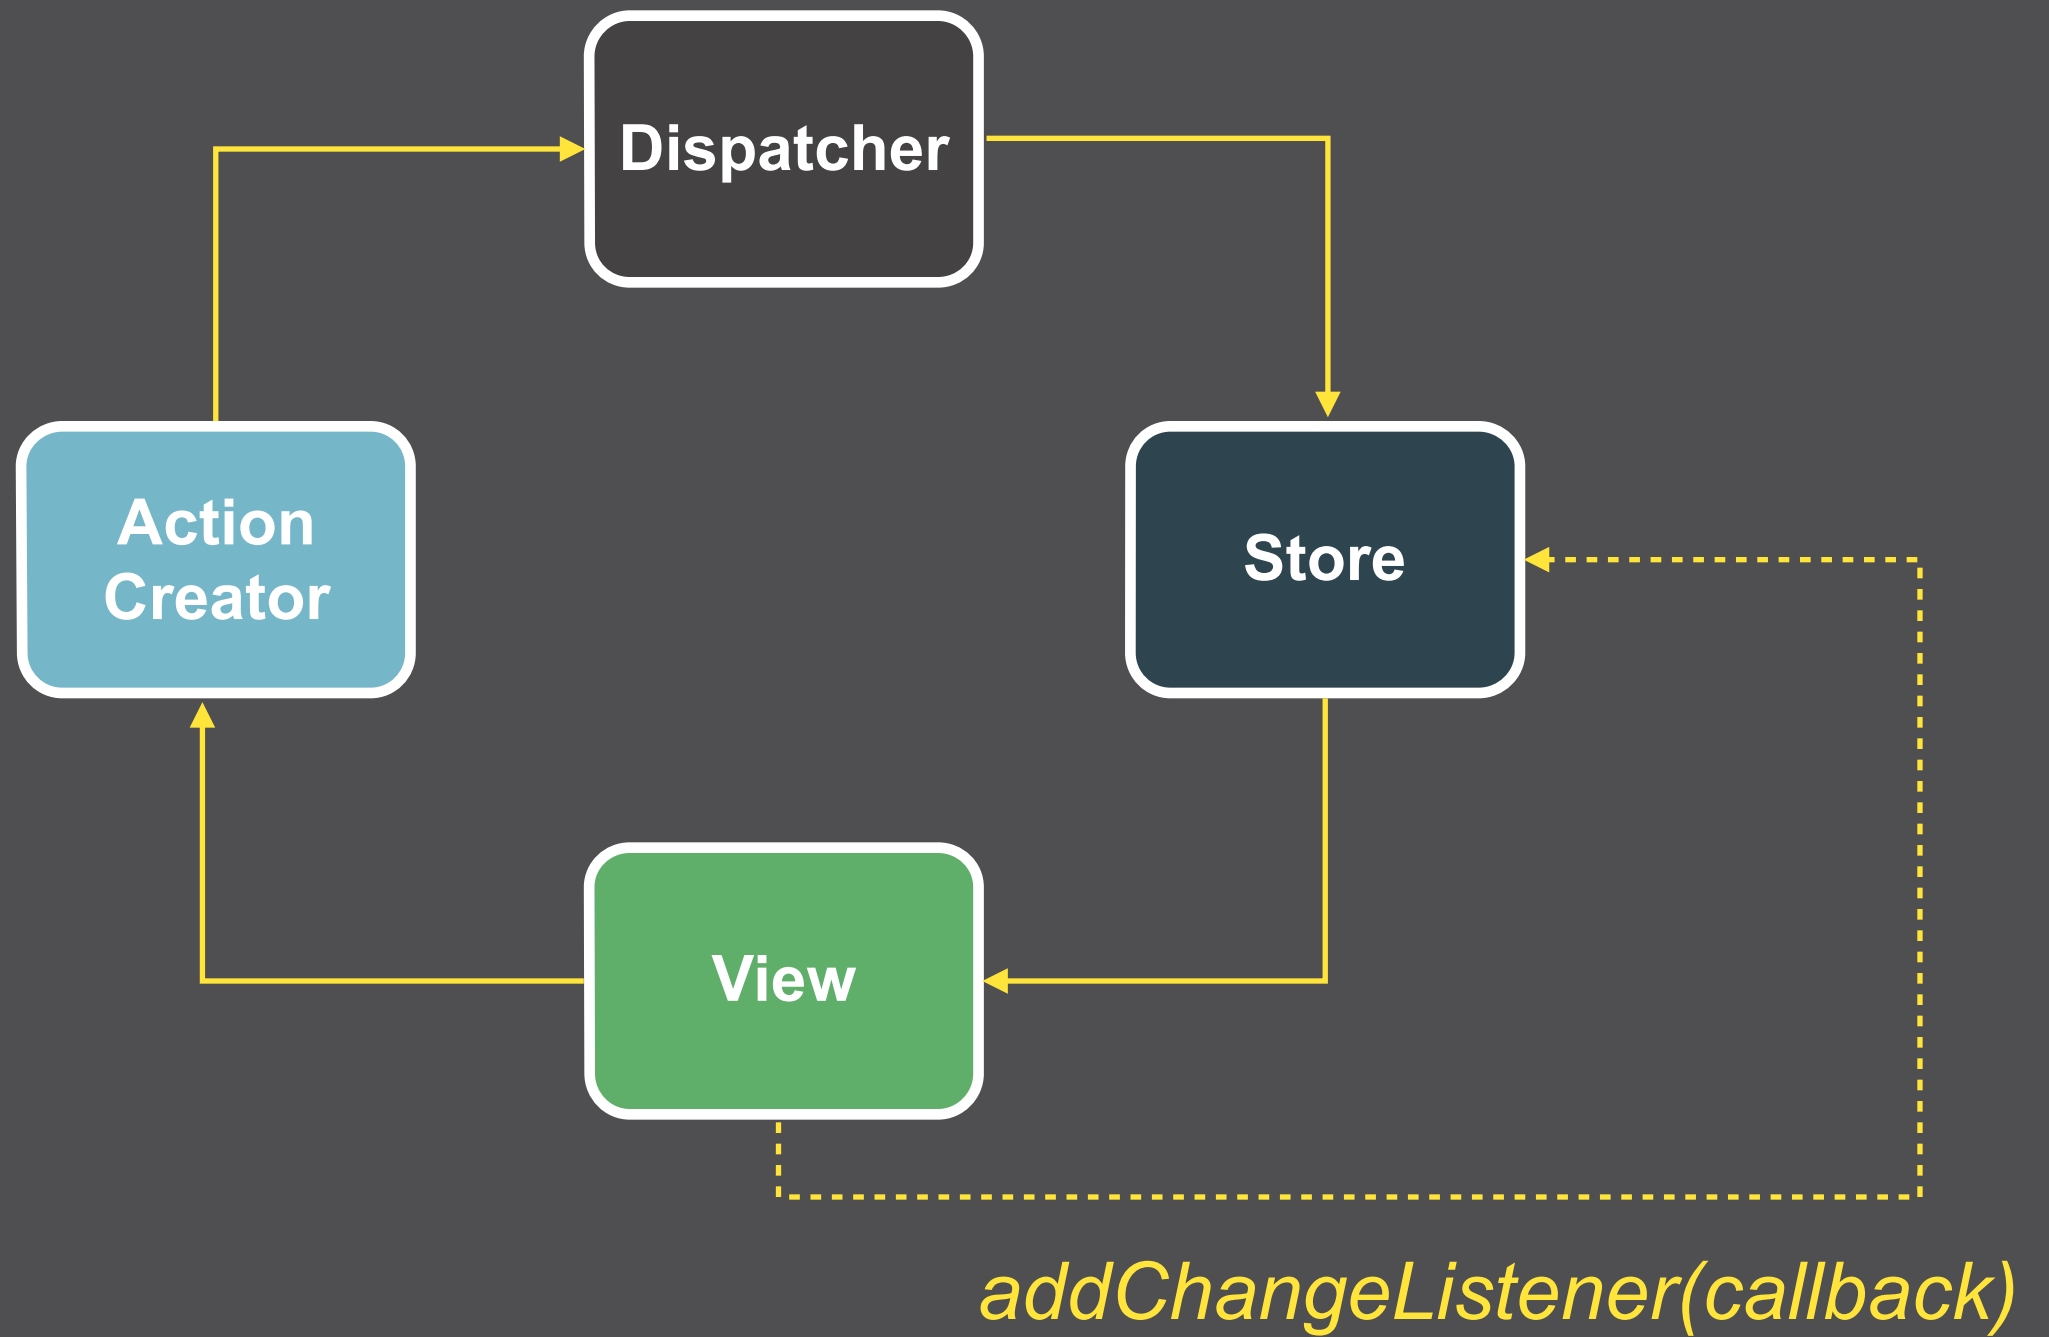 Dispatcher
Action
Creator
Store
View
addChangeListener(callback)